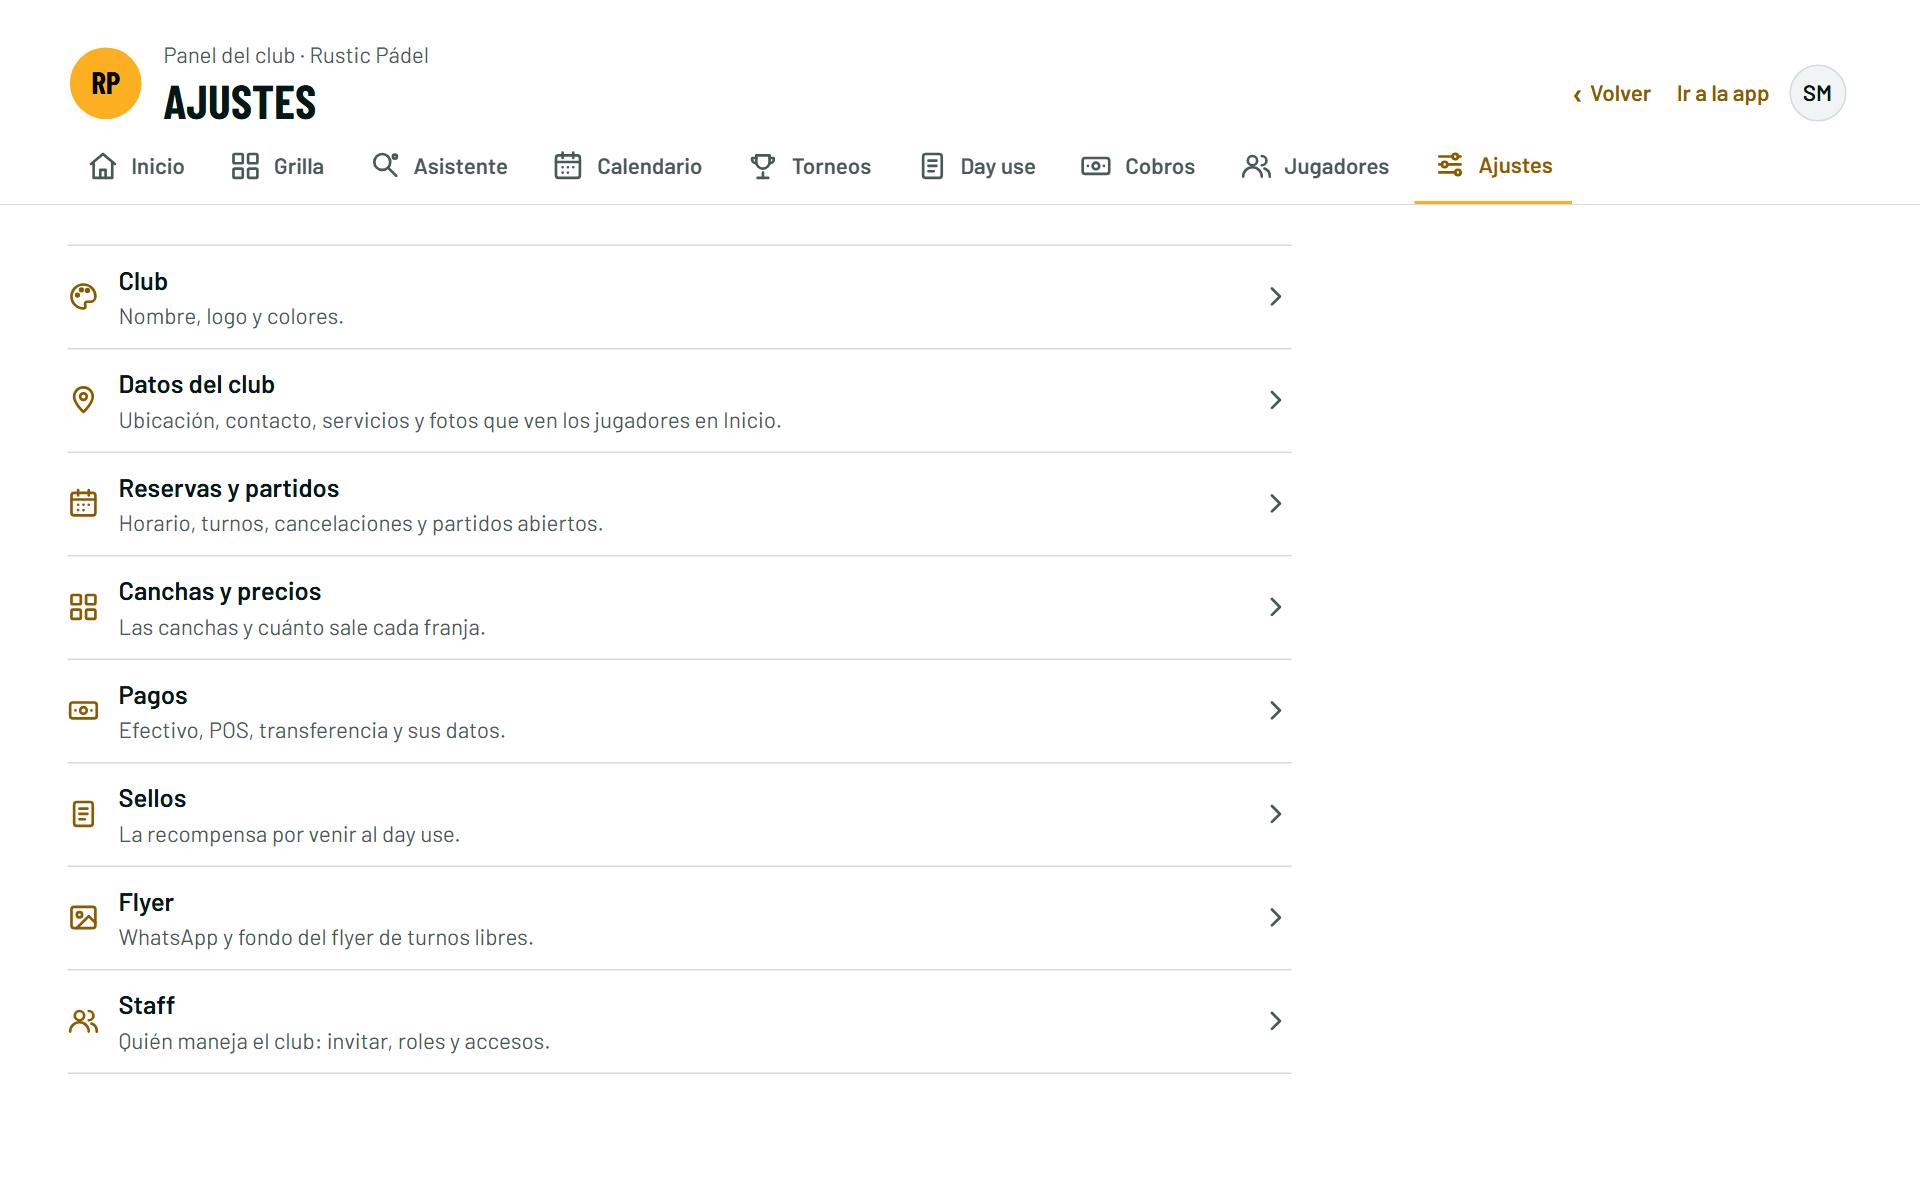 RP
Panel del club · Rustic Pádel
AJUSTES
‹ Volver
Ir a la app
SM
Inicio
Grilla
Asistente
Calendario
Torneos
Day use
Cobros
Jugadores
Ajustes
Club
Nombre, logo y colores.
Datos del club
Ubicación, contacto, servicios y fotos que ven los jugadores en Inicio.
Reservas y partidos
Horario, turnos, cancelaciones y partidos abiertos.
Canchas y precios
Las canchas y cuánto sale cada franja.
Pagos
Efectivo, POS, transferencia y sus datos.
Sellos
La recompensa por venir al day use.
Flyer
WhatsApp y fondo del flyer de turnos libres.
Staff
Quién maneja el club: invitar, roles y accesos.